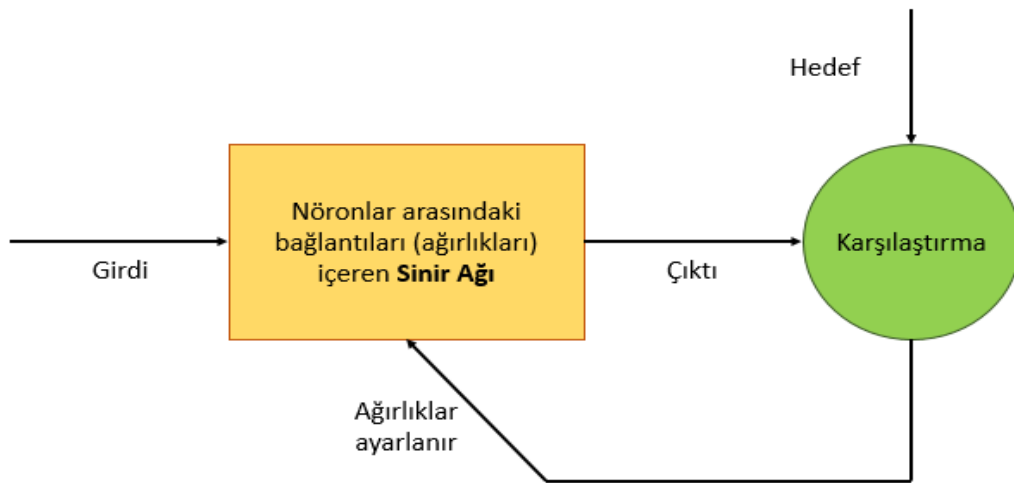 Hedef
Nöronlar arasındaki
bağlantıları (ağırlıkları)
içeren Sinir Ağı
Karşılaştırma
Girdi
Çıktı
Ağırlıklar
ayarlanır